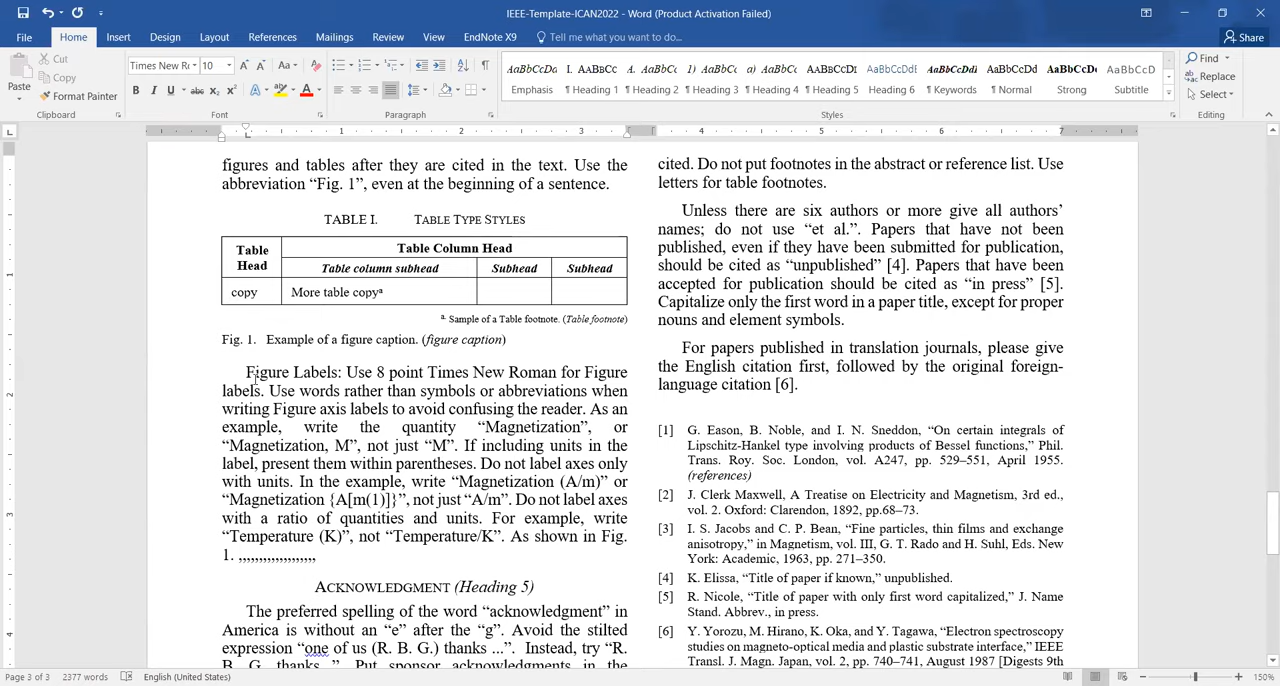 IEEE-Template-ICAN2022 - Word (Product Activation Failed)
File Home Insert Design Layout References Mailings Review View EndNote X9 Tell me what you want to do... Share
Paste
Cut
Copy
Format Painter
Clipboard
Times New Ro 10
Font
Paragraph
AaBbCcDa I. AABBCC A. AaBbCc 1) AaBbCc a) AaBbCc AABBCCDI AaBbCcDdE AaBbCcDdI AaBbCcDd AaBbCcDd AaBbCcD
Emphasis ¶ Heading 1 ¶ Heading 2 ¶ Heading 3 ¶ Heading 4 ¶ Heading 5 Heading 6 ¶ Keywords ¶ Normal Strong Subtitle
Styles
Find
Replace
Select
Editing
1 2 3 4 5 6 7
figures and tables after they are cited in the text. Use the
abbreviation “Fig. 1”, even at the beginning of a sentence.
TABLE I. TABLE TYPE STYLES
Table Head
Table Column Head
Table column subhead Subhead Subhead
copy More table copyᵃ
a. Sample of a Table footnote. (Table footnote)
Fig. 1. Example of a figure caption. (figure caption)
Figure Labels: Use 8 point Times New Roman for Figure
labels. Use words rather than symbols or abbreviations when
writing Figure axis labels to avoid confusing the reader. As an
example, write the quantity “Magnetization”, or
“Magnetization, M”, not just “M”. If including units in the
label, present them within parentheses. Do not label axes only
with units. In the example, write “Magnetization (A/m)” or
“Magnetization {A[m(1)]}”, not just “A/m”. Do not label axes
with a ratio of quantities and units. For example, write
“Temperature (K)”, not “Temperature/K”. As shown in Fig.
1. ,,,,,,,,,,,,,,,,,,,
ACKNOWLEDGMENT (Heading 5)
The preferred spelling of the word “acknowledgment” in
America is without an “e” after the “g”. Avoid the stilted
expression “one of us (R. B. G.) thanks ...”. Instead, try “R.
B. G. thanks...”. Put sponsor acknowledgments in the
cited. Do not put footnotes in the abstract or reference list. Use
letters for table footnotes.
Unless there are six authors or more give all authors’
names; do not use “et al.”. Papers that have not been
published, even if they have been submitted for publication,
should be cited as “unpublished” [4]. Papers that have been
accepted for publication should be cited as “in press” [5].
Capitalize only the first word in a paper title, except for proper
nouns and element symbols.
For papers published in translation journals, please give
the English citation first, followed by the original foreign-
language citation [6].
[1] G. Eason, B. Noble, and I. N. Sneddon, “On certain integrals of
Lipschitz-Hankel type involving products of Bessel functions,” Phil.
Trans. Roy. Soc. London, vol. A247, pp. 529–551, April 1955.
(references)
[2] J. Clerk Maxwell, A Treatise on Electricity and Magnetism, 3rd ed.,
vol. 2. Oxford: Clarendon, 1892, pp.68–73.
[3] I. S. Jacobs and C. P. Bean, “Fine particles, thin films and exchange
anisotropy,” in Magnetism, vol. III, G. T. Rado and H. Suhl, Eds. New
York: Academic, 1963, pp. 271–350.
[4] K. Elissa, “Title of paper if known,” unpublished.
[5] R. Nicole, “Title of paper with only first word capitalized,” J. Name
Stand. Abbrev., in press.
[6] Y. Yorozu, M. Hirano, K. Oka, and Y. Tagawa, “Electron spectroscopy
studies on magneto-optical media and plastic substrate interface,” IEEE
Transl. J. Magn. Japan, vol. 2, pp. 740–741, August 1987 [Digests 9th
Page 3 of 3 2377 words English (United States) 150%